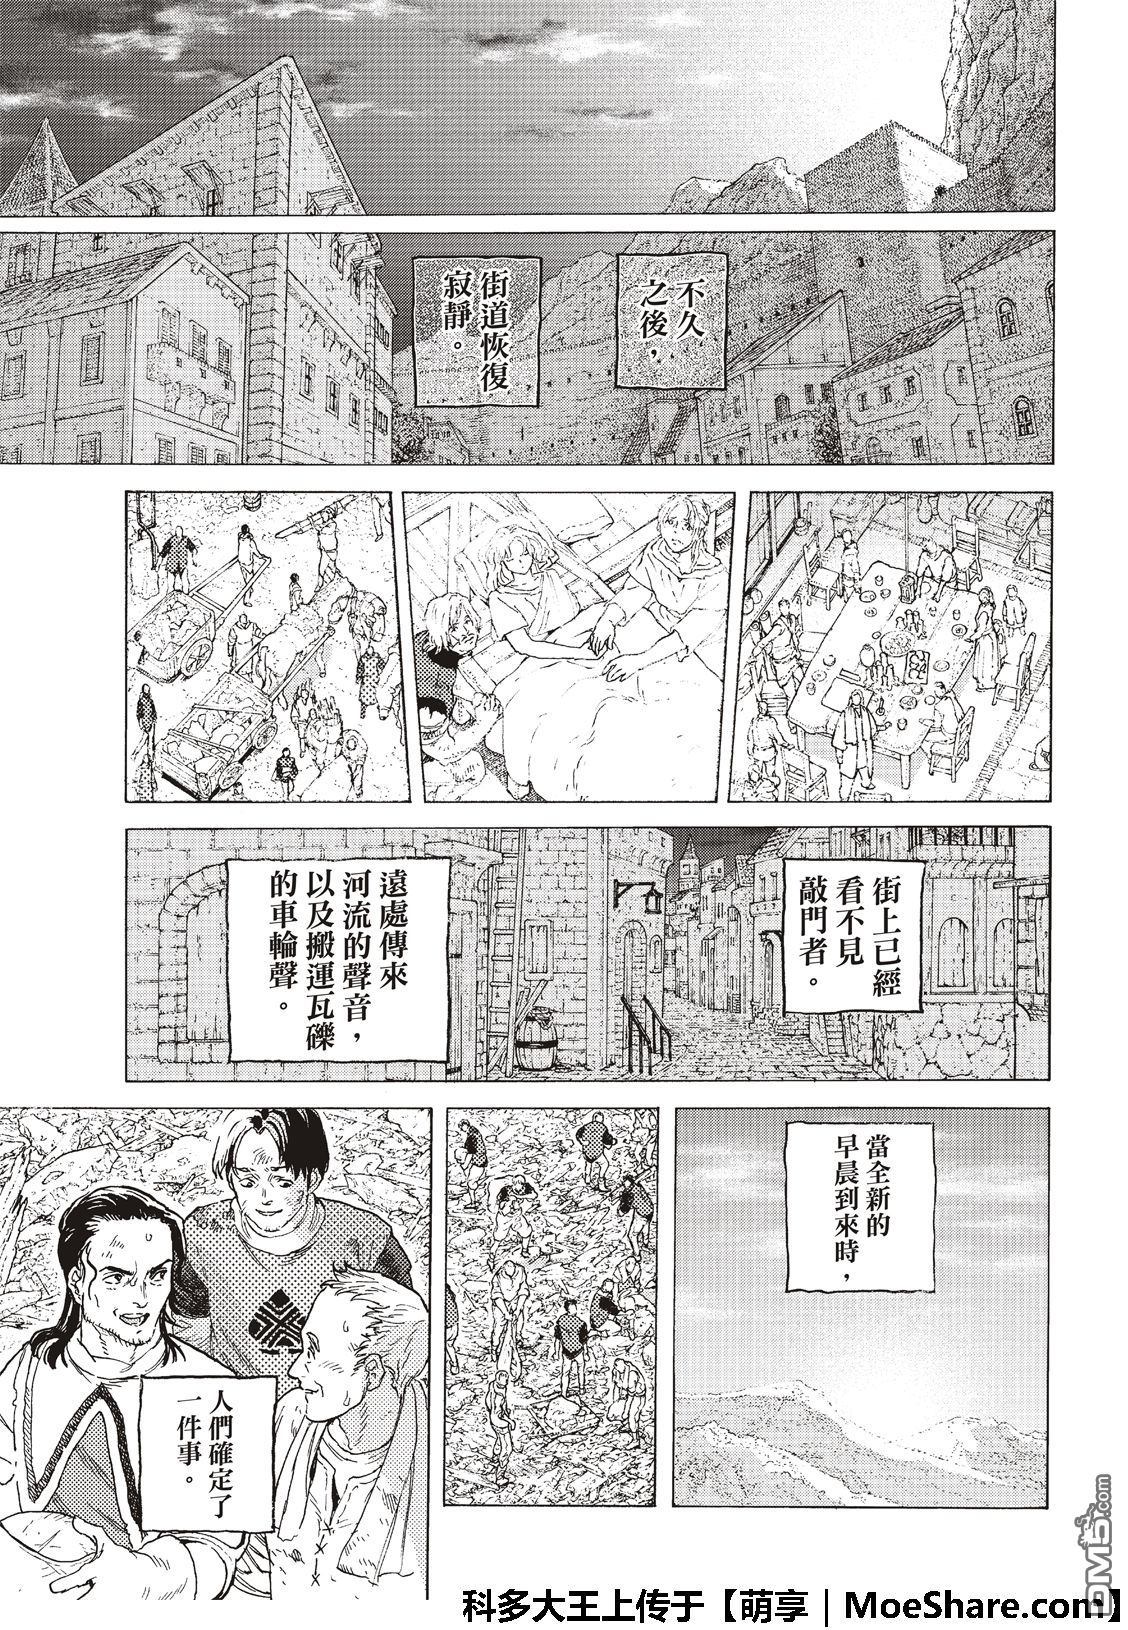 不久
之後，
街道恢復
寂靜。
街上已經
看不見
敲門者。
遠處傳來
河流的聲音，
以及搬運瓦礫
的車輪聲。
當全新的
早晨到來時，
人們確定了
一件事。
科多大王上传于【萌享｜MoeShare.com】
DM5.com